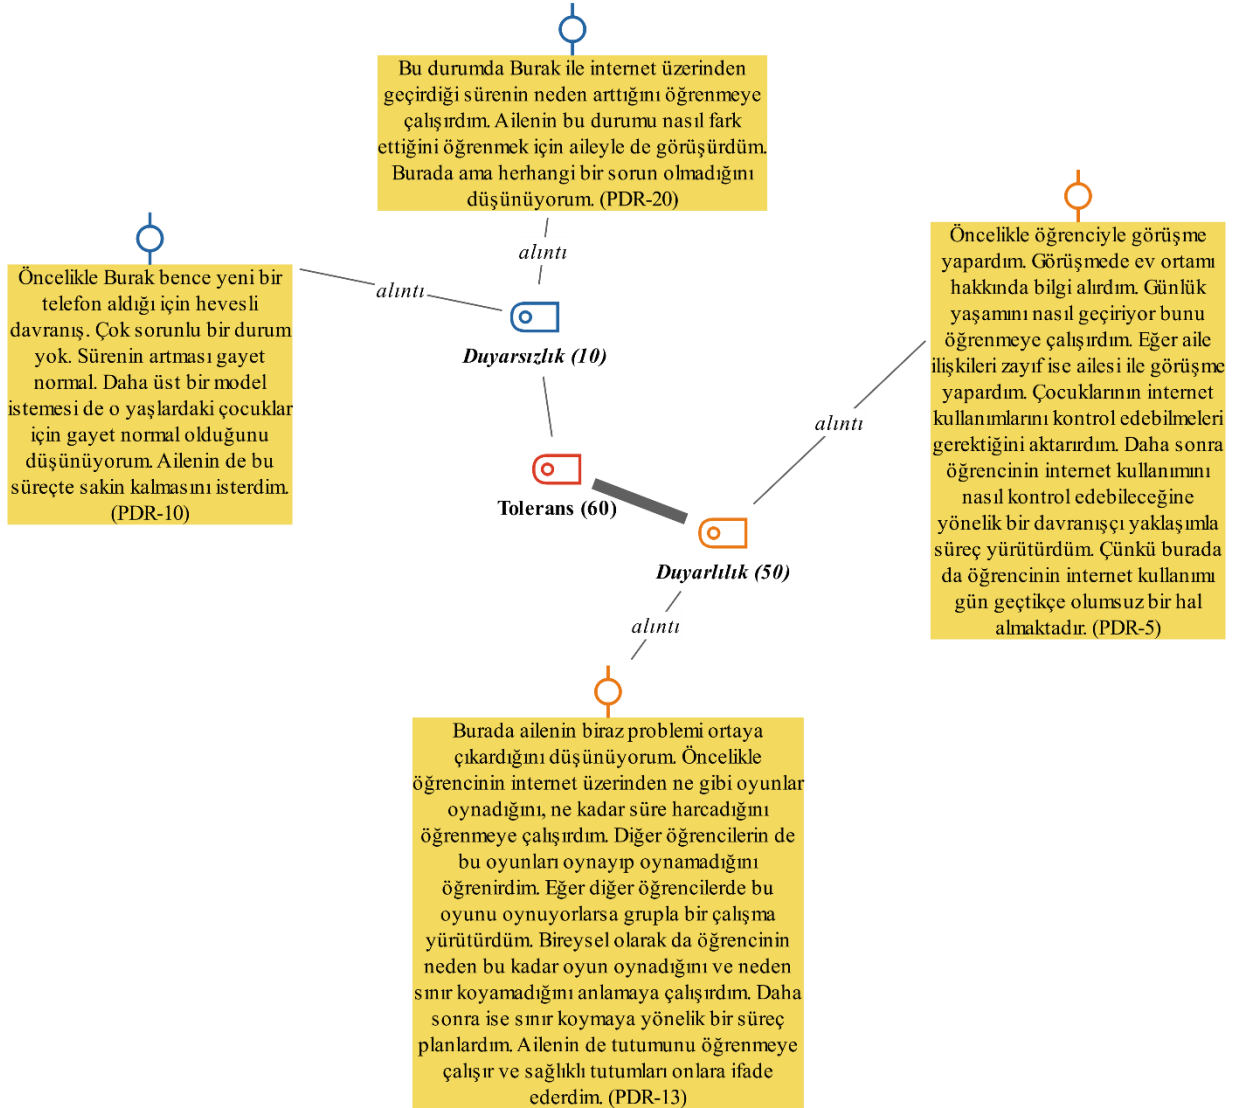 Bu durumda Burak ile internet üzerinden
geçirdiği sürenin neden arttığını öğrenmeye
çalışırdım. Ailenin bu durumu nasıl fark
ettiğini öğrenmek için aileyle de görüşürdüm.
Burada ama herhangi bir sorun olmadığını
düşünüyorum. (PDR-20)
alıntı
Öncelikle Burak bence yeni bir
telefon aldığı için hevesli
davranış. Çok sorunlu bir durum
yok. Sürenin artması gayet
normal. Daha üst bir model
istemesi de o yaşlardaki çocuklar
için gayet normal olduğunu
düşünüyorum. Ailenin de bu
süreçte sakin kalmasını isterdim.
(PDR-10)
alıntı
Duyarsızlık (10)
Tolerans (60)
Duyarlılık (50)
alıntı
Öncelikle öğrenciyle görüşme
yapardım. Görüşmede ev ortamı
hakkında bilgi alırdım. Günlük
yaşamını nasıl geçiriyor bunu
öğrenmeye çalışırdım. Eğer aile
ilişkileri zayıf ise ailesi ile görüşme
yapardım. Çocuklarının internet
kullanımlarını kontrol edebilmeleri
gerektiğini aktarırdım. Daha sonra
öğrencinin internet kullanımını
nasıl kontrol edebileceğine
yönelik bir davranışçı yaklaşımla
süreç yürütürdüm. Çünkü burada
da öğrencinin internet kullanımı
gün geçtikçe olumsuz bir hal
almaktadır. (PDR-5)
alıntı
Burada ailenin biraz problemi ortaya
çıkardığını düşünüyorum. Öncelikle
öğrencinin internet üzerinden ne gibi oyunlar
oynadığını, ne kadar süre harcadığını
öğrenmeye çalışırdım. Diğer öğrencilerin de
bu oyunları oynayıp oynamadığını
öğrenirdim. Eğer diğer öğrencilerde bu
oyunu oynuyorlarsa grupla bir çalışma
yürütürdüm. Bireysel olarak da öğrencinin
neden bu kadar oyun oynadığını ve neden
sınır koyamadığını anlamaya çalışırdım. Daha
sonra ise sınır koymaya yönelik bir süreç
planlardım. Ailenin de tutumunu öğrenmeye
çalışır ve sağlıklı tutumları onlara ifade
ederdim. (PDR-13)